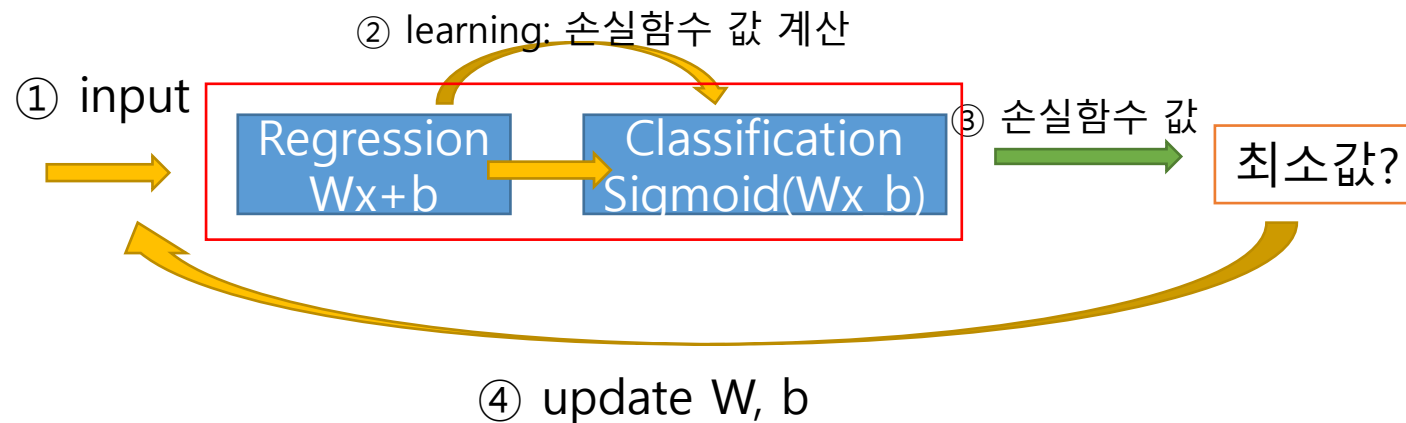 ② learning: 손실함수 값 계산
① input
Regression
Wx+b
Classification
Sigmoid(Wx b)
③ 손실함수 값
최소값?
④ update W, b